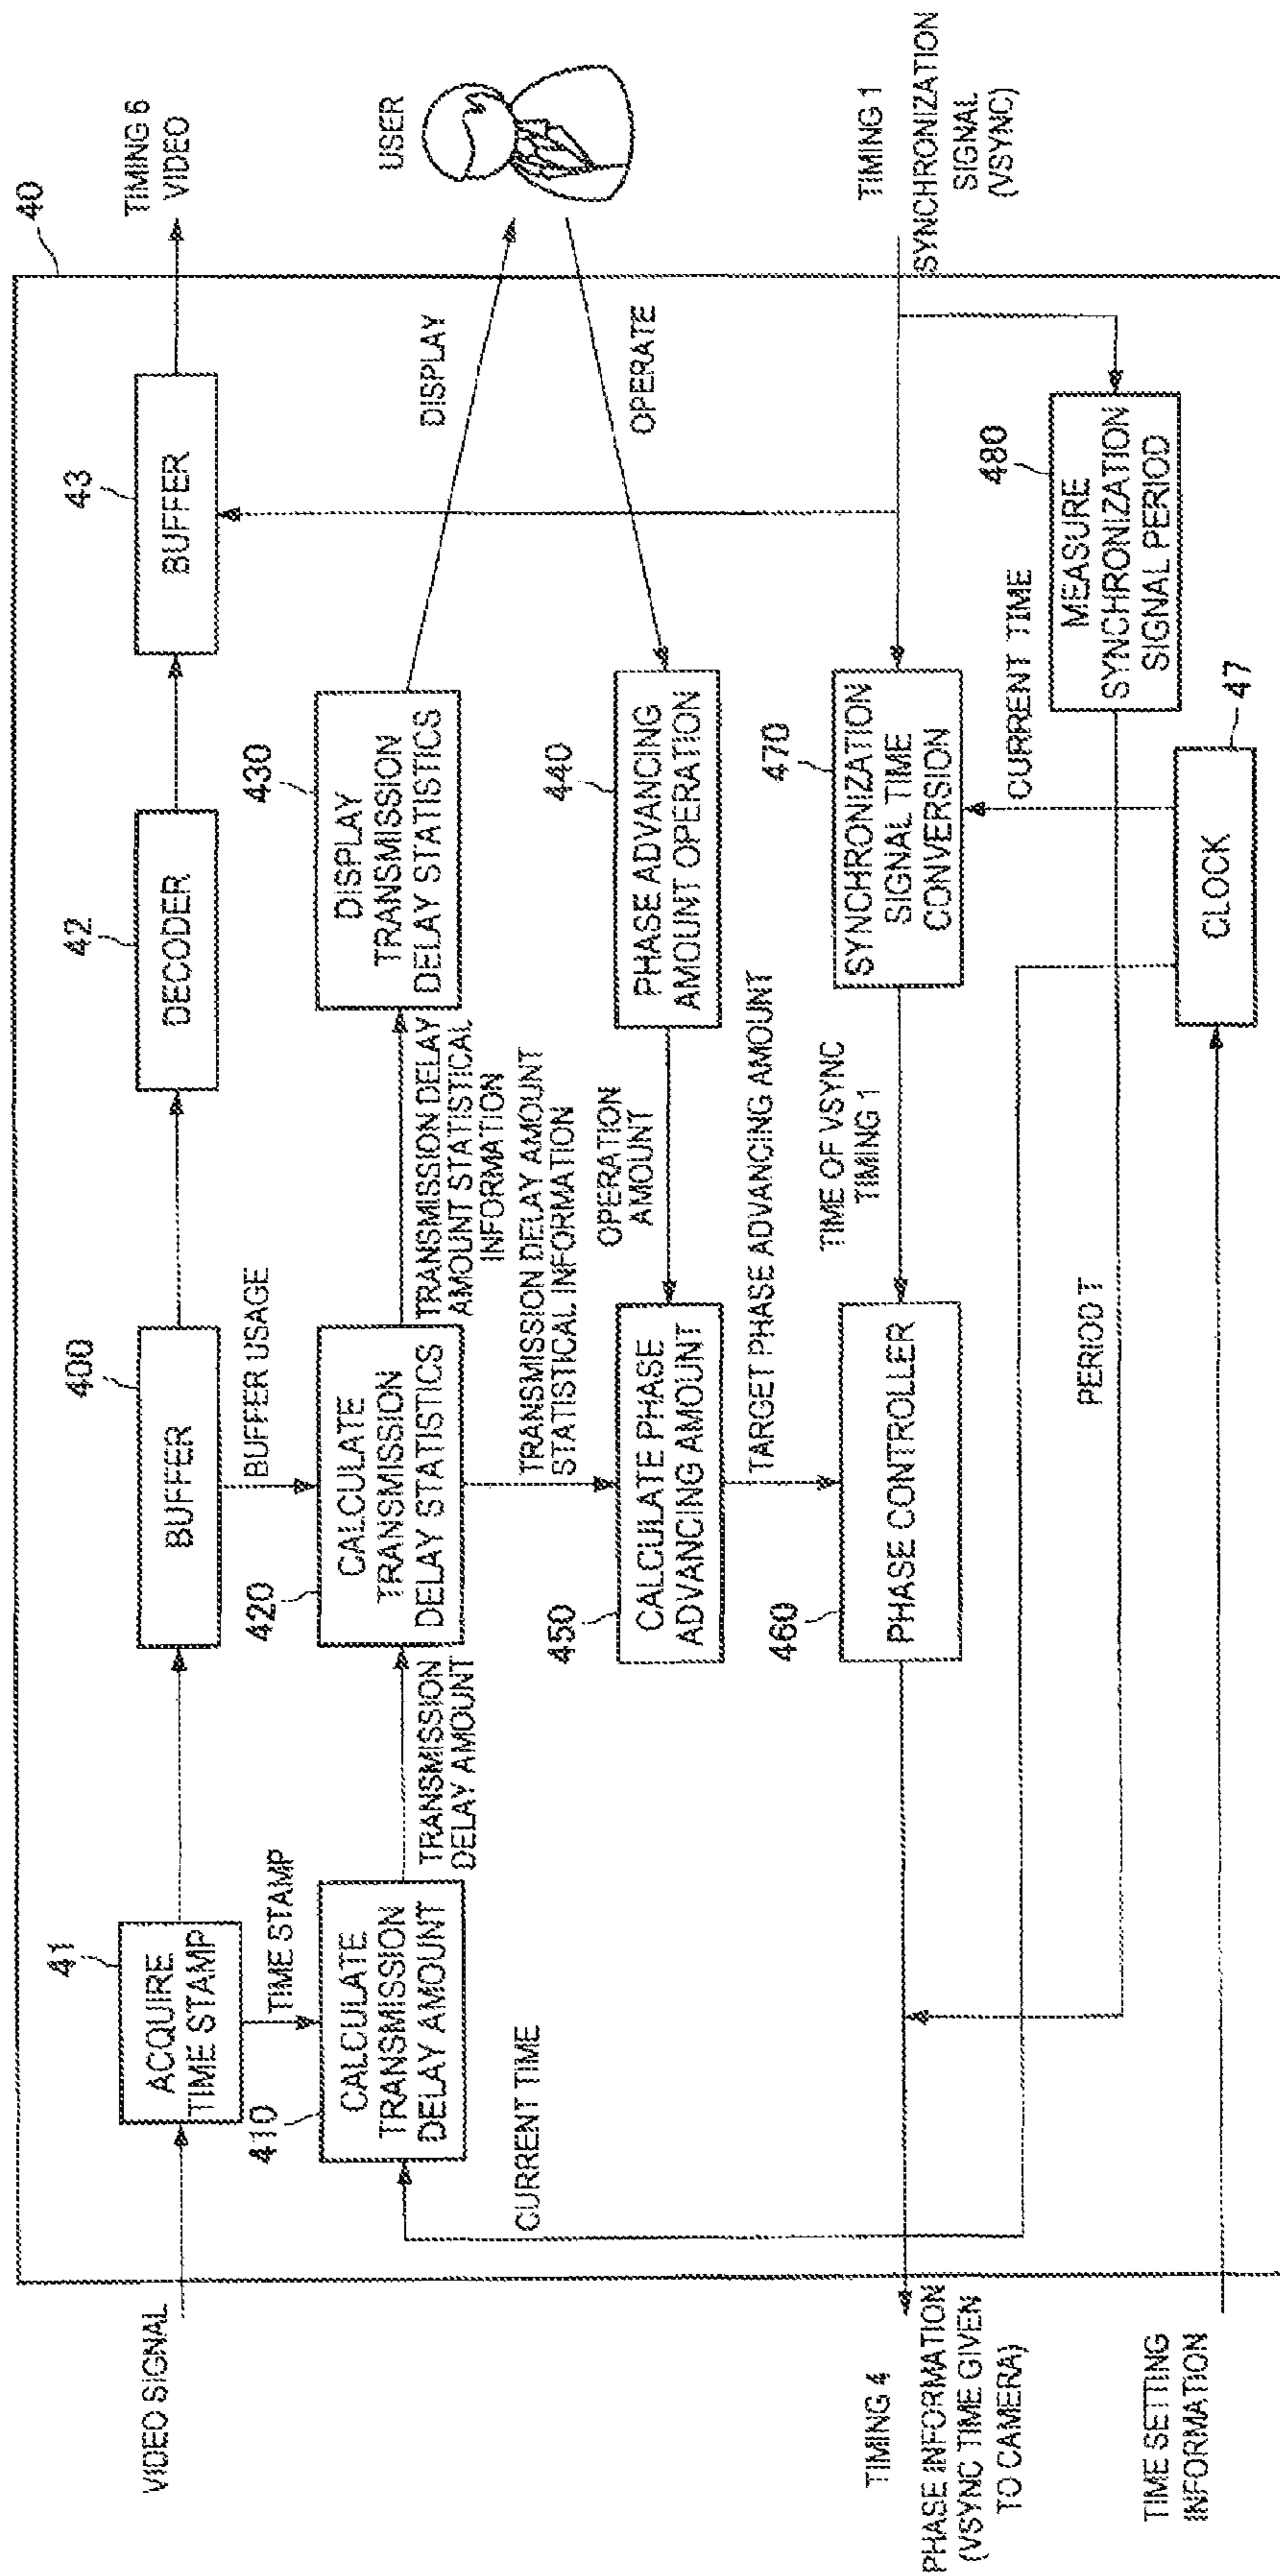 40
VIDEO SIGNAL
41
ACQUIRE
TIME STAMP
400
BUFFER
42
DECODER
43
BUFFER
TIMING 6
VIDEO
TIME STAMP
BUFFER USAGE
410
CALCULATE
TRANSMISSION
DELAY AMOUNT
TRANSMISSION
DELAY AMOUNT
420
CALCULATE
TRANSMISSION
DELAY STATISTICS
TRANSMISSION DELAY
AMOUNT STATISTICAL
INFORMATION
430
DISPLAY
TRANSMISSION
DELAY STATISTICS
DISPLAY
USER
CURRENT TIME
TRANSMISSION DELAY AMOUNT
STATISTICAL INFORMATION
450
CALCULATE PHASE
ADVANCING AMOUNT
OPERATION
AMOUNT
440
PHASE ADVANCING
AMOUNT OPERATION
OPERATE
TARGET PHASE ADVANCING AMOUNT
460
PHASE CONTROLLER
TIME OF VSYNC
TIMING 1
470
SYNCHRONIZATION
SIGNAL TIME
CONVERSION
TIMING 1
SYNCHRONIZATION
SIGNAL
(VSYNC)
TIMING 4
PHASE INFORMATION
(VSYNC TIME GIVEN
TO CAMERA)
CURRENT TIME
480
MEASURE
SYNCHRONIZATION
SIGNAL PERIOD
PERIOD T
47
CLOCK
TIME SETTING
INFORMATION